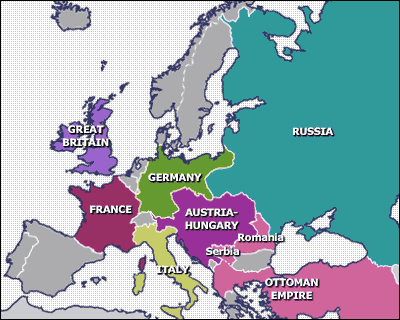 GREAT
BRITAIN
RUSSIA
GERMANY
FRANCE
AUSTRIA-
HUNGARY
Romania
Serbia
ITALY
OTTOMAN
EMPIRE